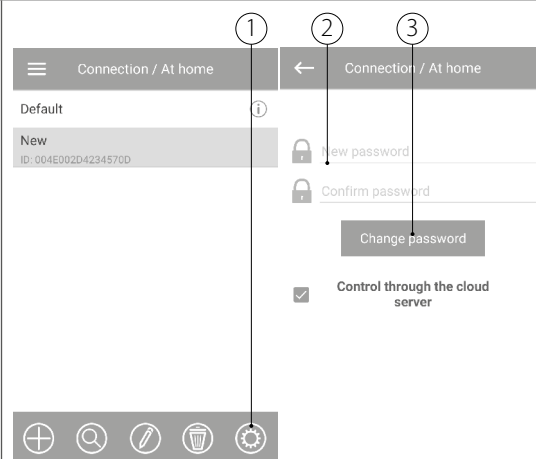 1
2
3
Connection / At home
Default
i
New
ID: 004E002D4234570D
Connection / At home
New password
Confirm password
Change password
Control through the cloud
server